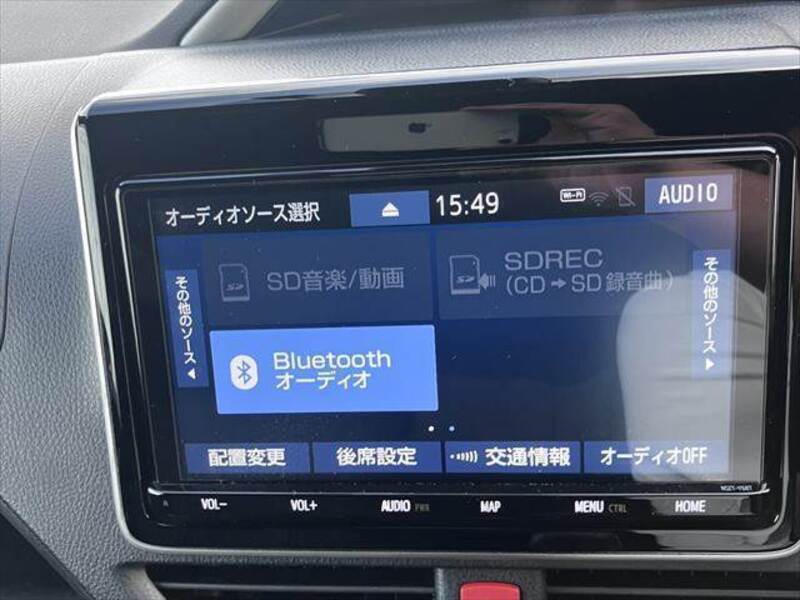 オーディオソース選択
15:49
Wi-Fi
AUDIO
その他のソース
SD音楽/動画
SDREC
(CD→SD 録音曲)
その他のソース
Bluetooth
オーディオ
配置変更
後席設定
交通情報
オーディオOFF
VOL-
VOL+
AUDIO PWR
MAP
MENU CTRL
HOME